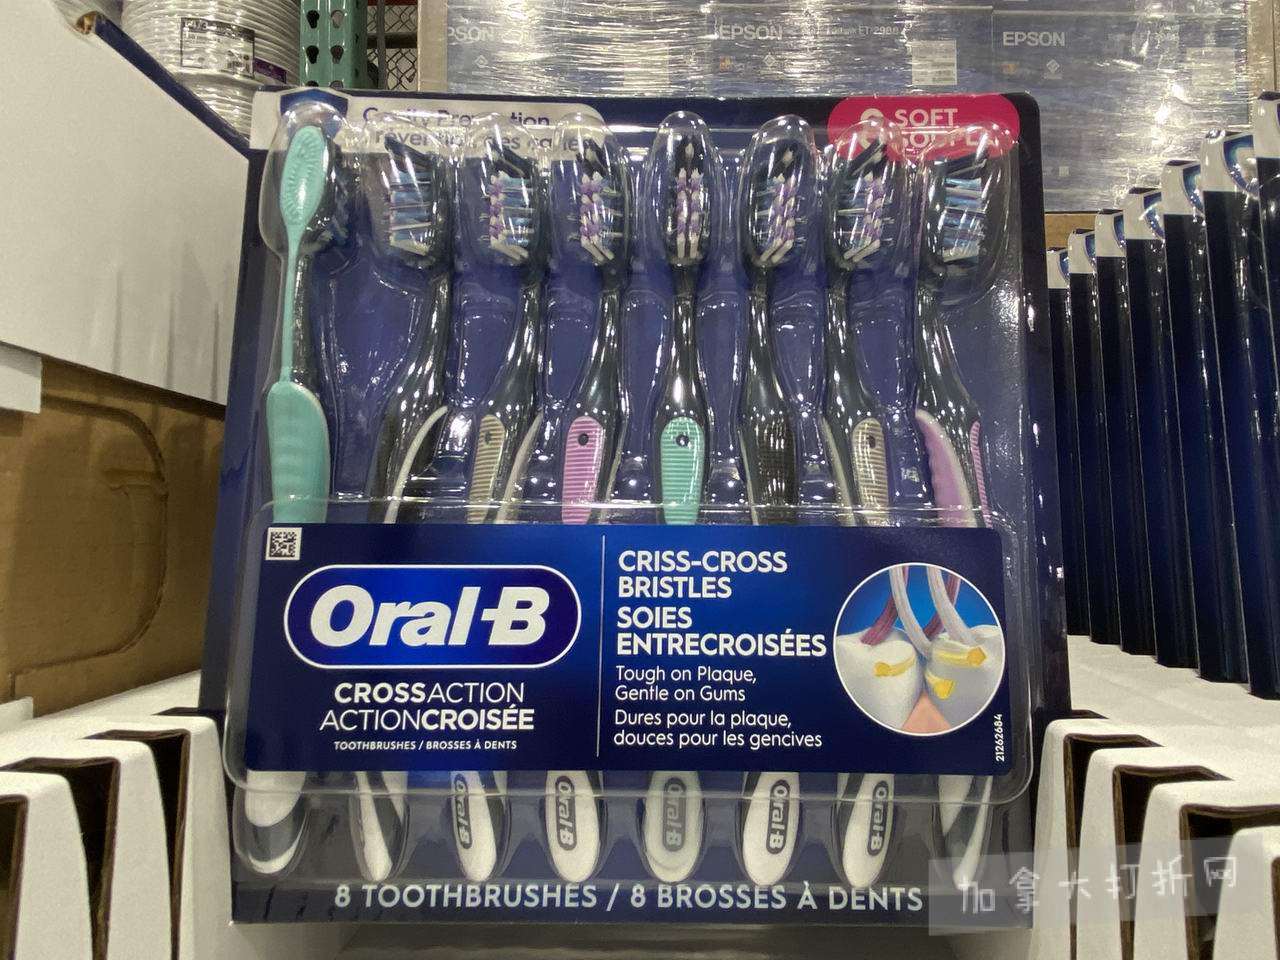 EPSON
EPSON
EPSON
Cavity Prevention
SOFT
Oral-B
CROSSACTION
ACTIONCROISÉE
TOOTHBRUSHES / BROSSES À DENTS
CRISS-CROSS
BRISTLES
SOIES
ENTRECROISÉES
Tough on Plaque,
Gentle on Gums
Dures pour la plaque,
douces pour les gencives
21262684
Oral-B
Oral-B
Oral-B
Oral-B
Oral-B
8 TOOTHBRUSHES / 8 BROSSES À DENTS
加拿大打折网